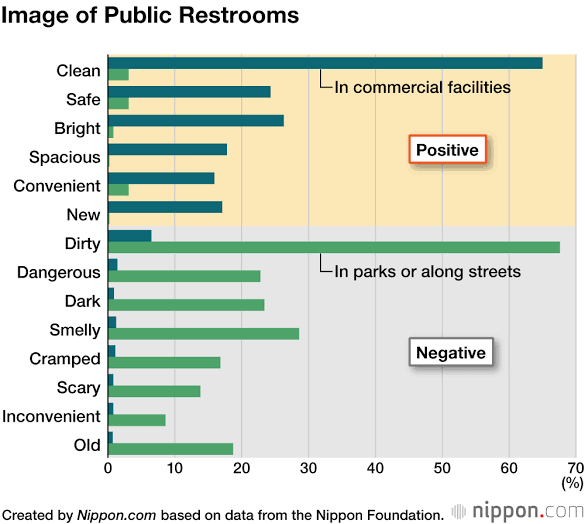 Image of Public Restrooms
Clean
In commercial facilities
Safe
Bright
Positive
Spacious
Convenient
New
Dirty
In parks or along streets
Dangerous
Dark
Smelly
Negative
Cramped
Scary
Inconvenient
Old
0 10 20 30 40 50 60 70
(%)
Created by Nippon.com based on data from the Nippon Foundation.
nippon.com